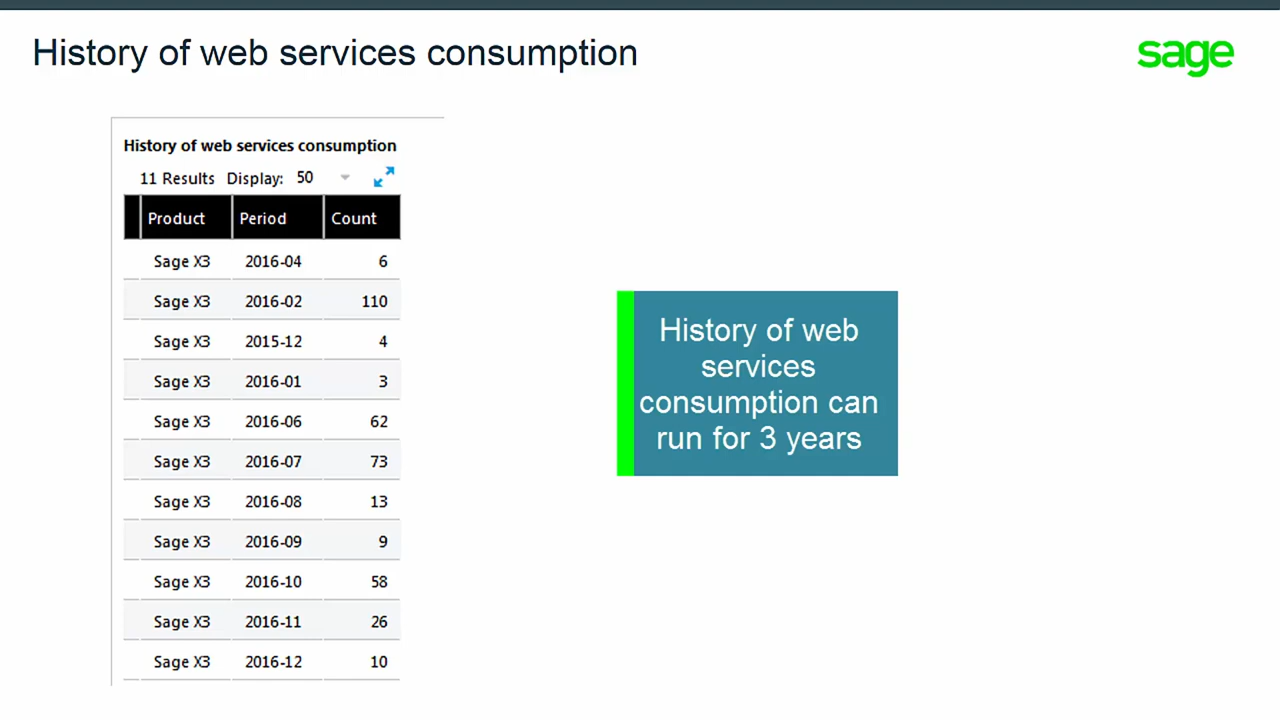 History of web services consumption
sage
History of web services consumption
11 Results Display: 50
Product Period Count
Sage X3 2016-04 6
Sage X3 2016-02 110
Sage X3 2015-12 4
Sage X3 2016-01 3
Sage X3 2016-06 62
Sage X3 2016-07 73
Sage X3 2016-08 13
Sage X3 2016-09 9
Sage X3 2016-10 58
Sage X3 2016-11 26
Sage X3 2016-12 10
History of web
services
consumption can
run for 3 years